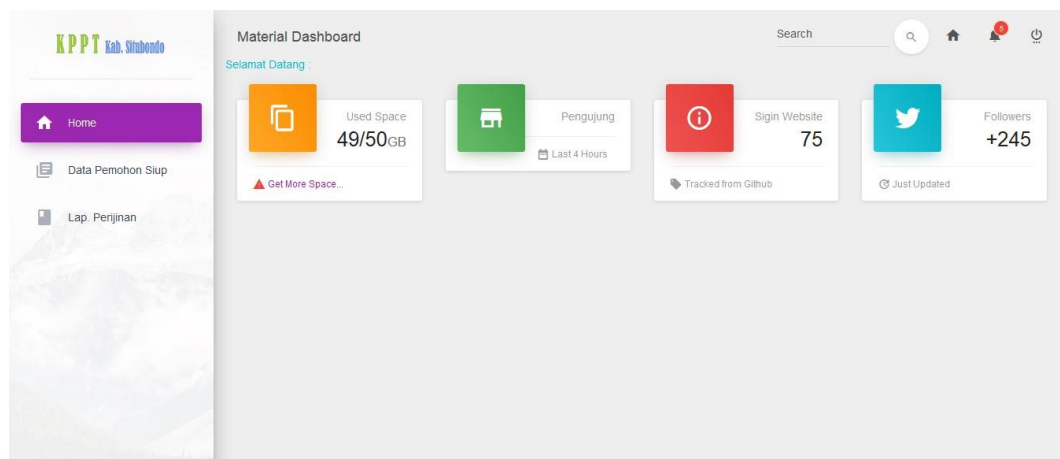 KPPT Kab. Situbondo
Home
Data Pemohon Siup
Lap. Perijinan
Material Dashboard
Search
5
Selamat Datang :
Used Space
49/50GB
Get More Space...
Pengujung
Last 4 Hours
Sigin Website
75
Tracked from Github
Followers
+245
Just Updated